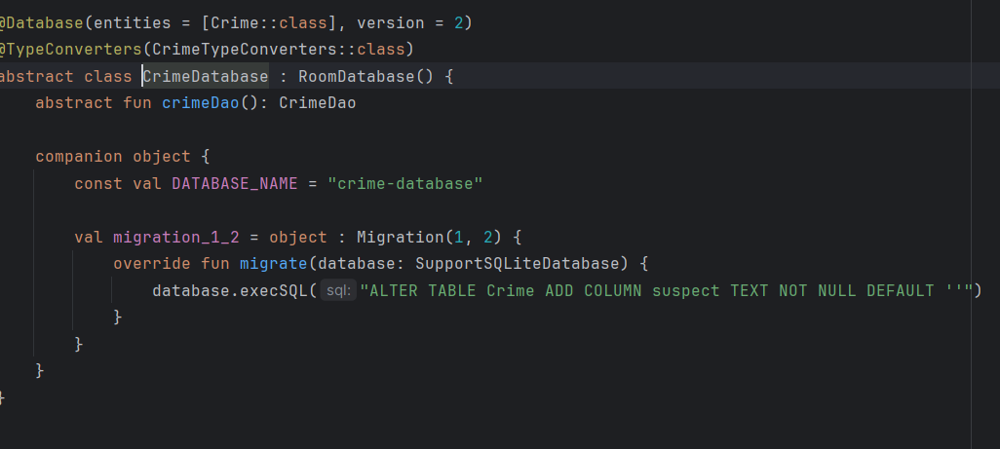 @Database(entities = [Crime::class], version = 2)
@TypeConverters(CrimeTypeConverters::class)
abstract class CrimeDatabase : RoomDatabase() {
    abstract fun crimeDao(): CrimeDao

    companion object {
        const val DATABASE_NAME = "crime-database"

        val migration_1_2 = object : Migration(1, 2) {
            override fun migrate(database: SupportSQLiteDatabase) {
                database.execSQL( sql: "ALTER TABLE Crime ADD COLUMN suspect TEXT NOT NULL DEFAULT ''")
            }
        }
    }
}